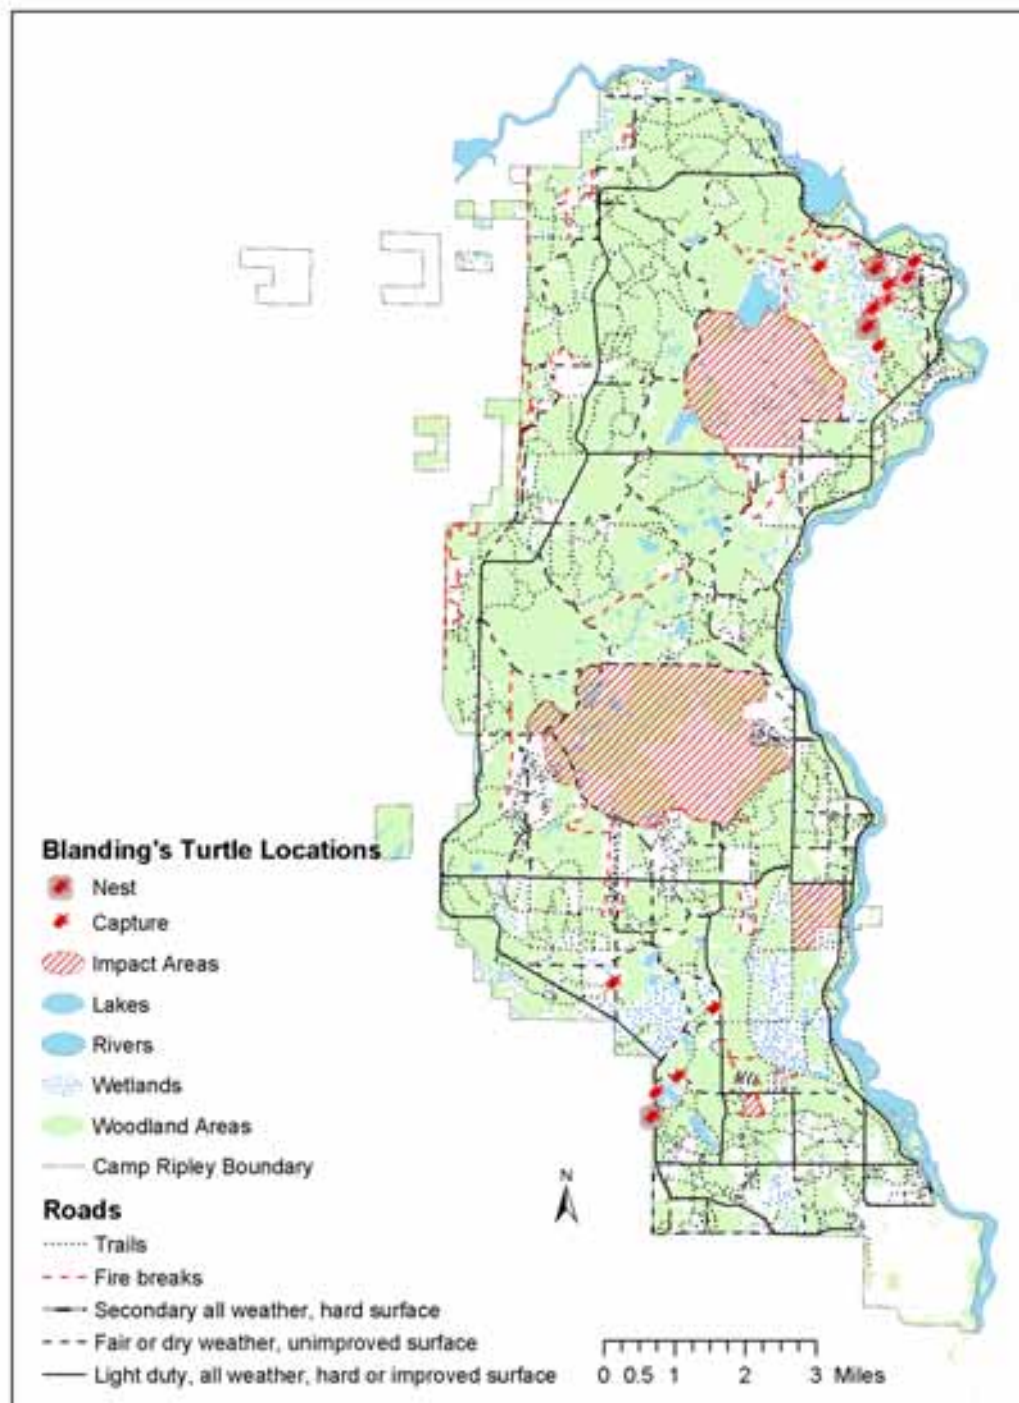 Blanding's Turtle Locations
Nest
Capture
Impact Areas
Lakes
Rivers
Wetlands
Woodland Areas
Camp Ripley Boundary
N
Roads
Trails
Fire breaks
Secondary all weather, hard surface
Fair or dry weather, unimproved surface
Light duty, all weather, hard or improved surface
0 0.5 1 2 3 Miles